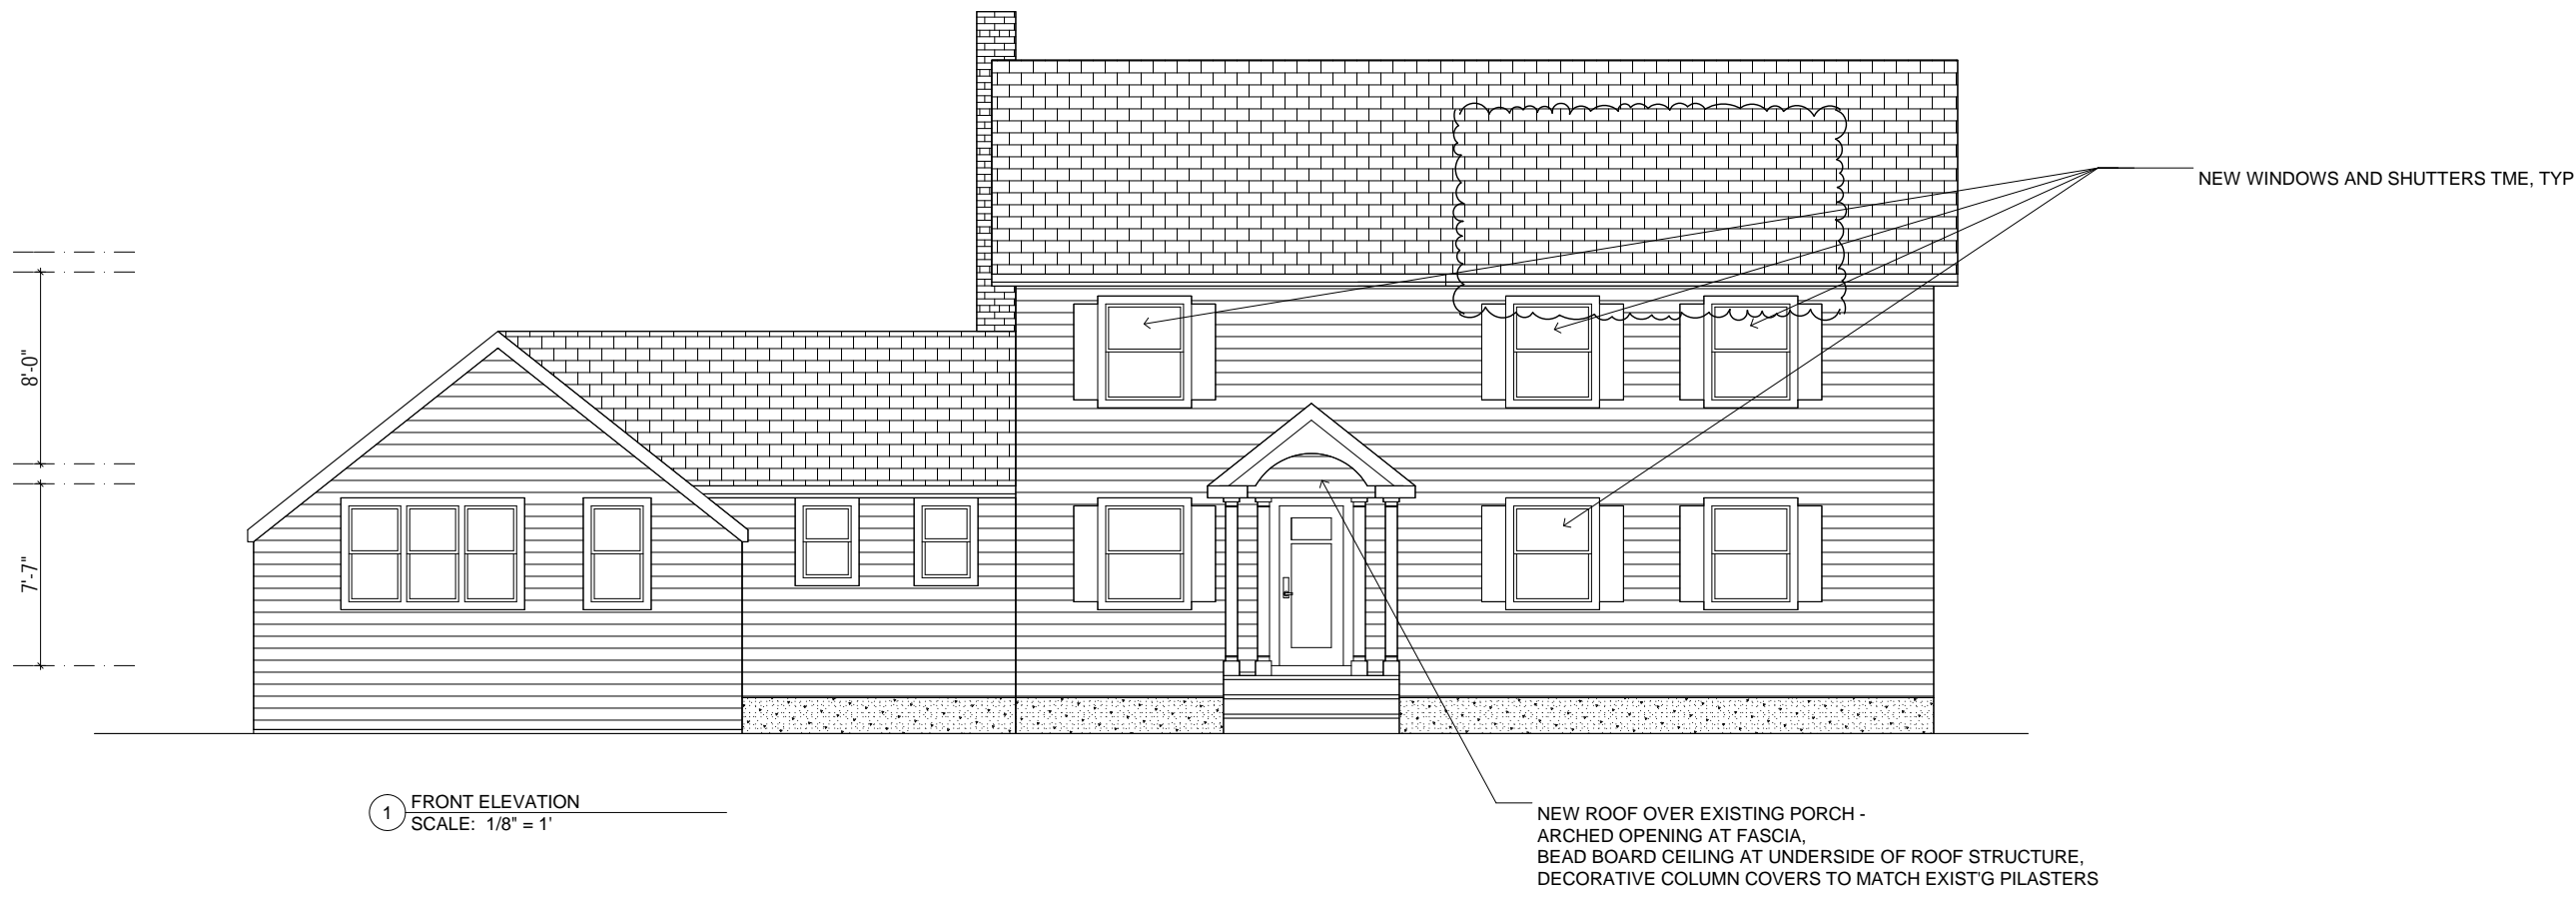 NEW WINDOWS AND SHUTTERS TME, TYP
8'-0"
7'-7"
1
FRONT ELEVATION
SCALE: 1/8" = 1'
NEW ROOF OVER EXISTING PORCH -
ARCHED OPENING AT FASCIA,
BEAD BOARD CEILING AT UNDERSIDE OF ROOF STRUCTURE,
DECORATIVE COLUMN COVERS TO MATCH EXIST'G PILASTERS